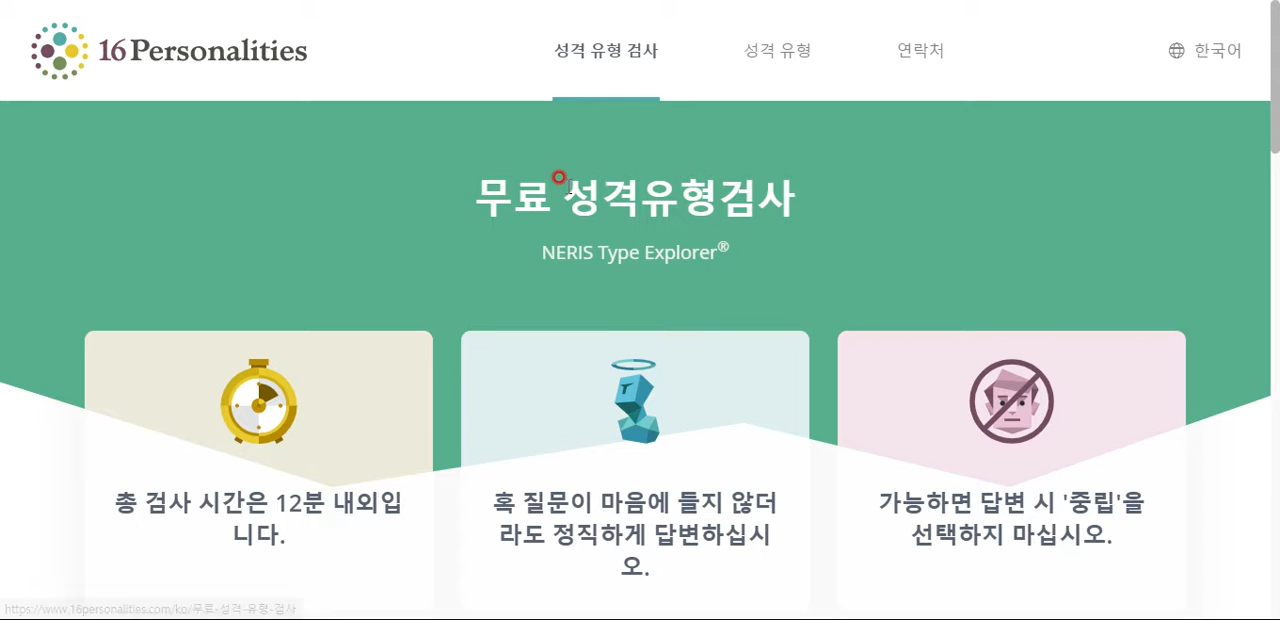 16Personalities
성격 유형 검사
성격 유형
연락처
한국어
무료 성격유형검사
NERIS Type Explorer®
총 검사 시간은 12분 내외입
니다.
혹 질문이 마음에 들지 않더
라도 정직하게 답변하십시
오.
가능하면 답변 시 '중립'을
선택하지 마십시오.
https://www.16personalities.com/ko/무료-성격-유형-검사